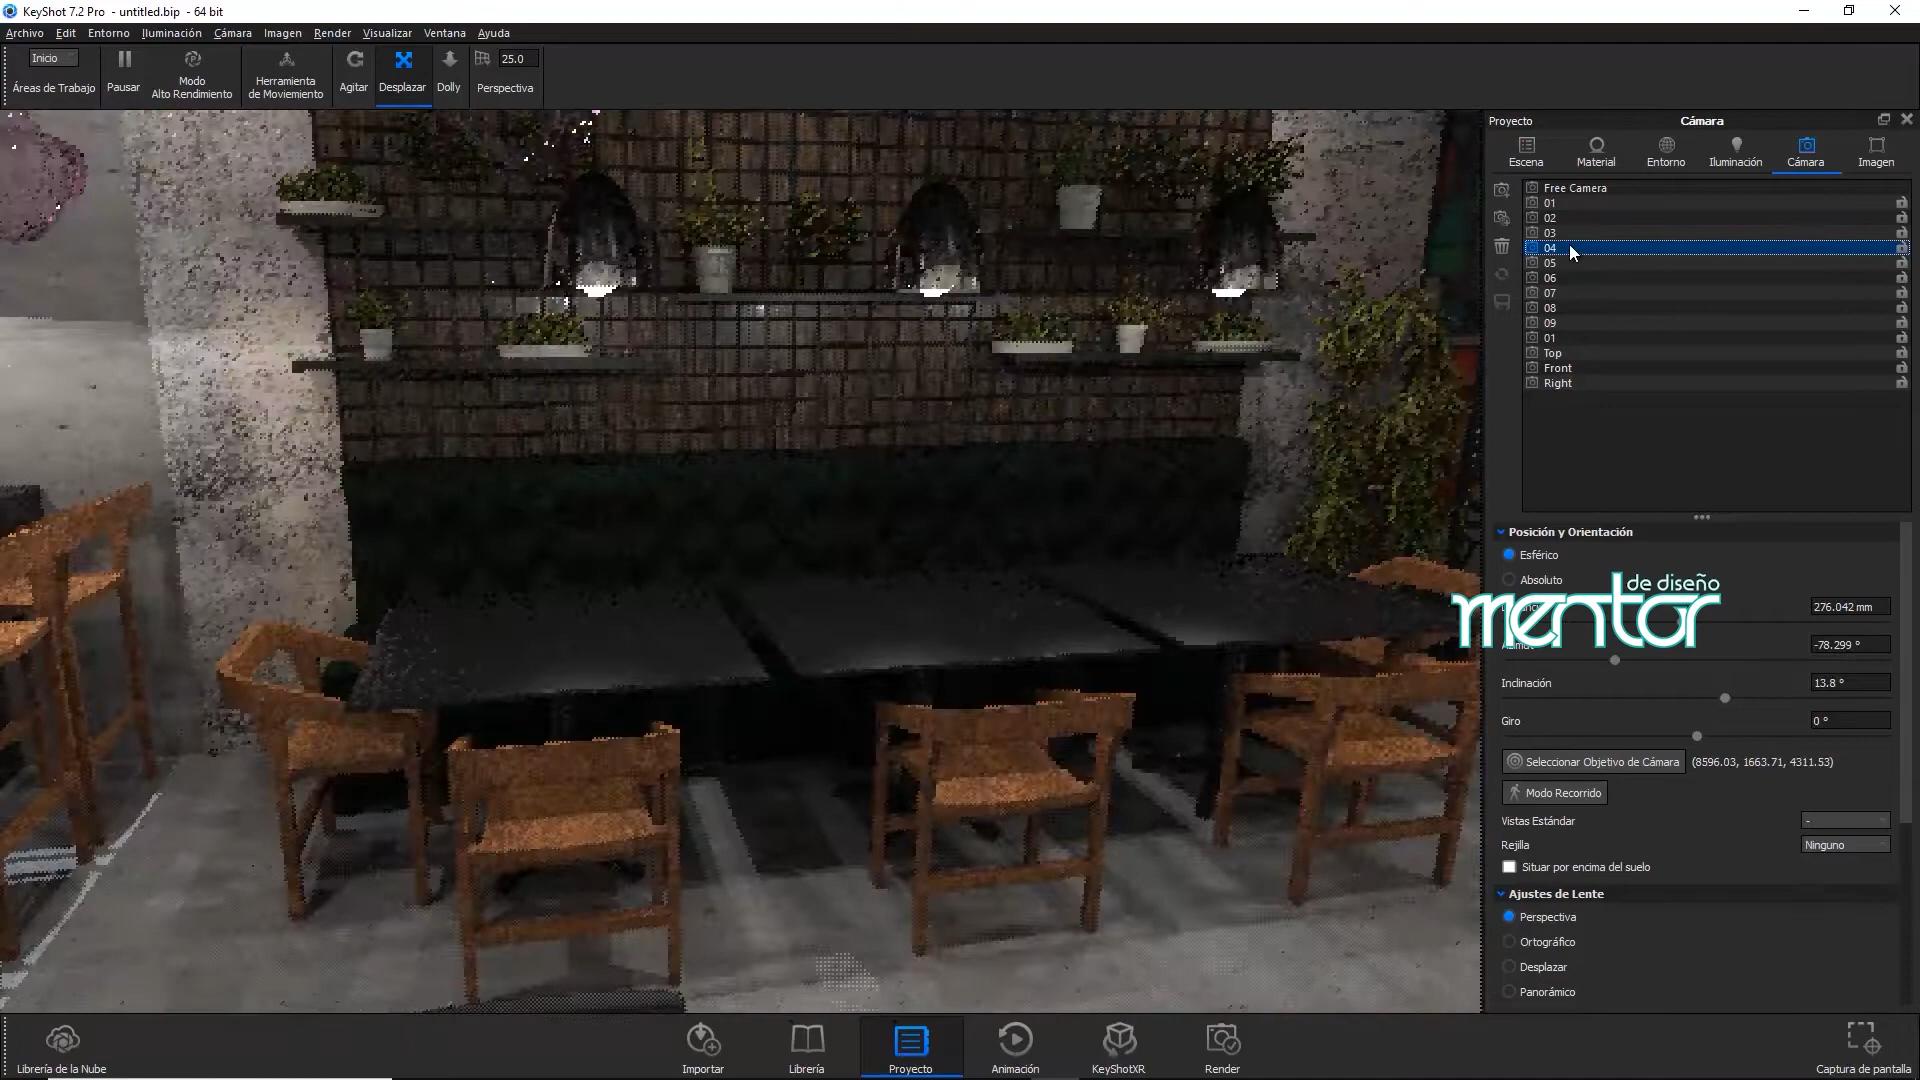 KeyShot 7.2 Pro - untitled.bip - 64 bit
Archivo Edit Entorno Iluminación Cámara Imagen Render Visualizar Ventana Ayuda
Inicio
25.0
Áreas de Trabajo
Pausar
Modo
Alto Rendimiento
Herramienta
de Moviemiento
Agitar
Desplazar
Dolly
Perspectiva
Proyecto
Cámara
Escena Material Entorno Iluminación Cámara Imagen
Free Camera
01
02
03
04
05
06
07
08
09
01
Top
Front
Right
Posición y Orientación
Esférico
Absoluto
de diseño
mentor
276.042 mm
-78.299 °
Inclinación
13.8 °
Giro
0 °
Seleccionar Objetivo de Cámara
(8596.03, 1663.71, 4311.53)
Modo Recorrido
Vistas Estándar
-
Rejilla
Ninguno
Situar por encima del suelo
Ajustes de Lente
Perspectiva
Ortográfico
Desplazar
Panorámico
Librería de la Nube
Importar
Librería
Proyecto
Animación
KeyShotXR
Render
Captura de pantalla